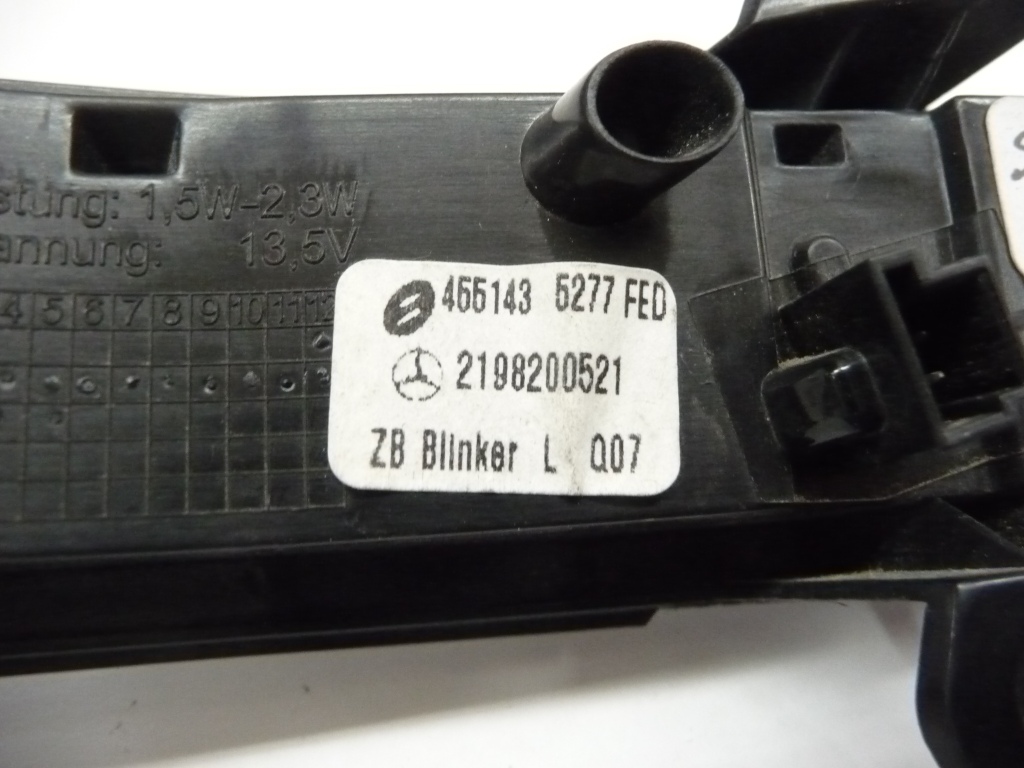 stung: 1,5W-2,3W
annung: 13,5V
4 5 6 7 8 9 10 11 12
466143 5277 FED
2198200521
ZB Blinker L Q07